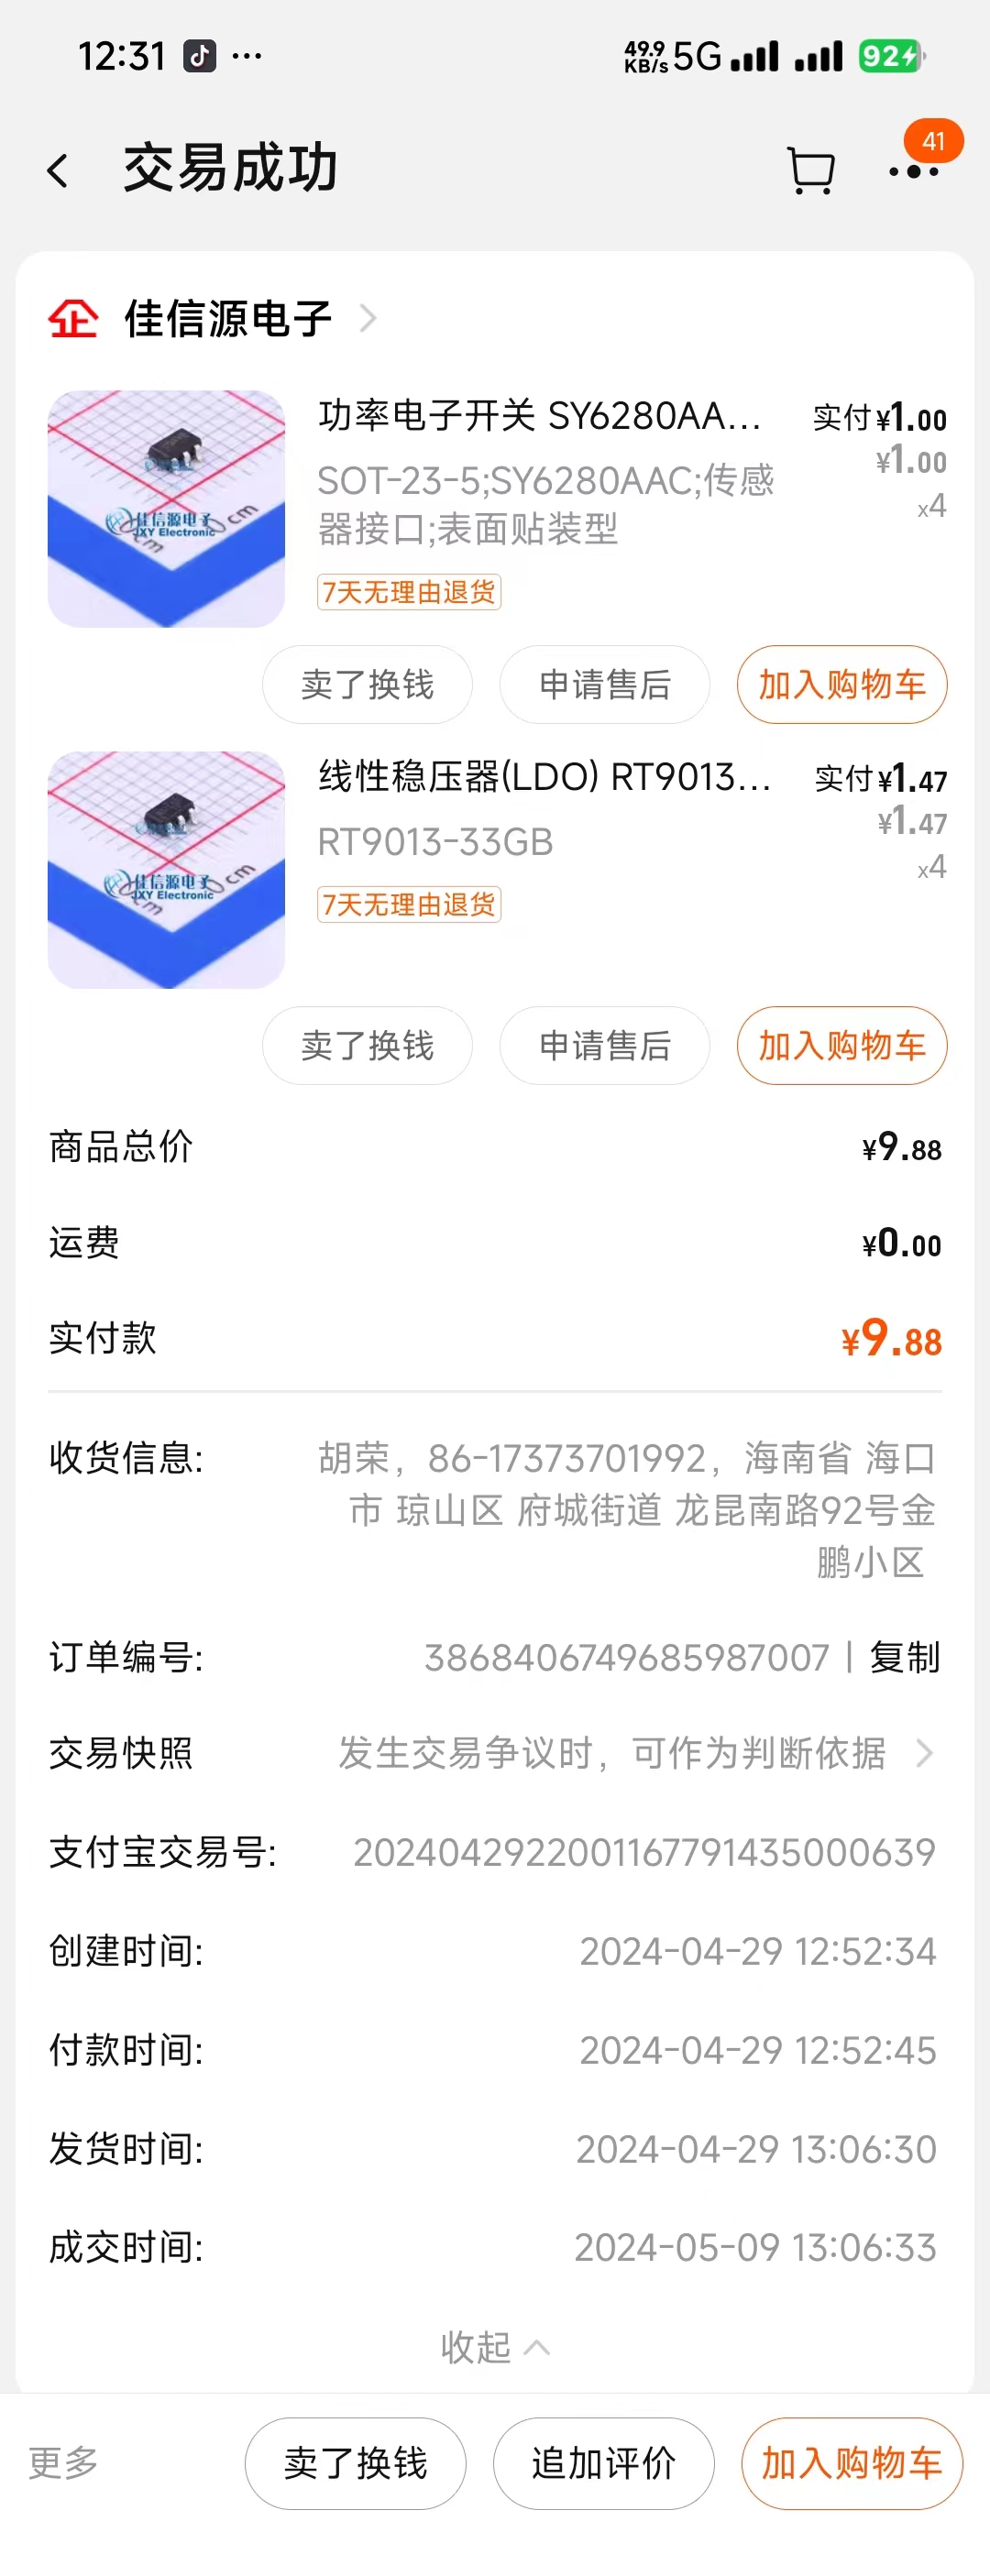 12:31 ...
49.9 KB/s 5G 92
交易成功
41
企 佳信源电子
功率电子开关 SY6280AA... 实付 ¥1.00
¥1.00
SOT-23-5;SY6280AAC;传感
x4
器接口;表面贴装型
7天无理由退货
佳信源电子
JXY Electronic
cm
cm
卖了换钱 申请售后 加入购物车
线性稳压器(LDO) RT9013... 实付 ¥1.47
¥1.47
RT9013-33GB
x4
7天无理由退货
佳信源电子
JXY Electronic
cm
cm
卖了换钱 申请售后 加入购物车
商品总价 ¥9.88
运费 ¥0.00
实付款 ¥9.88
收货信息: 胡荣，86-17373701992，海南省 海口
市 琼山区 府城街道 龙昆南路92号金
鹏小区
订单编号: 3868406749685987007 | 复制
交易快照 发生交易争议时，可作为判断依据
支付宝交易号: 2024042922001167791435000639
创建时间: 2024-04-29 12:52:34
付款时间: 2024-04-29 12:52:45
发货时间: 2024-04-29 13:06:30
成交时间: 2024-05-09 13:06:33
收起
更多 卖了换钱 追加评价 加入购物车